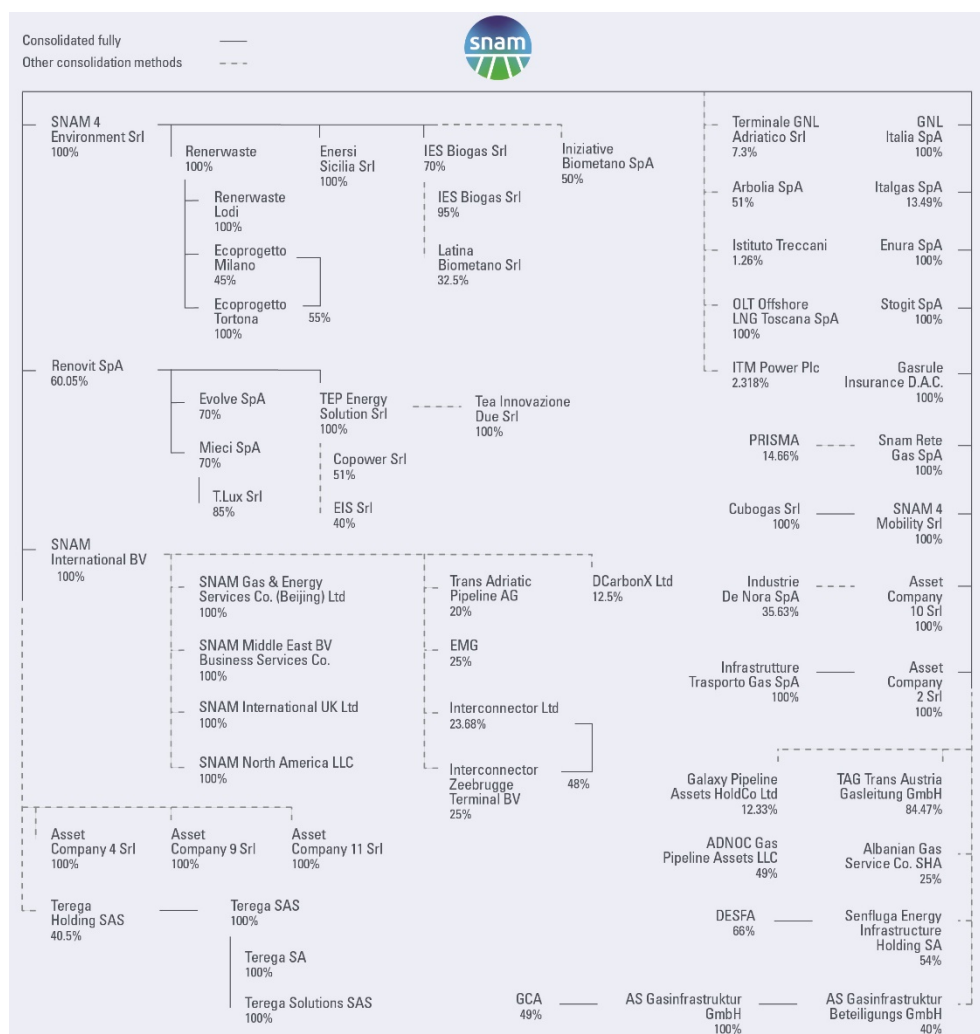 Consolidated fully
Other consolidation methods
snam
SNAM 4
Environment Srl
100%
Renerwaste
100%
Enersi
Sicilia Srl
100%
IES Biogas Srl
70%
Iniziative
Biometano SpA
50%
Renerwaste
Lodi
100%
Ecoprogetto
Milano
45%
Ecoprogetto
Tortona
100%
55%
IES Biogas Srl
95%
Latina
Biometano Srl
32.5%
Terminale GNL
Adriatico Srl
7.3%
GNL
Italia SpA
100%
Arbolia SpA
51%
Italgas SpA
13.49%
Istituto Treccani
1.26%
Enura SpA
100%
OLT Offshore
LNG Toscana SpA
100%
Stogit SpA
100%
ITM Power Plc
2.318%
Gasrule
Insurance D.A.C.
100%
Renovit SpA
60.05%
Evolve SpA
70%
Mieci SpA
70%
T.Lux Srl
85%
TEP Energy
Solution Srl
100%
Tea Innovazione
Due Srl
100%
Copower Srl
51%
EIS Srl
40%
PRISMA
14.66%
Snam Rete
Gas SpA
100%
Cubogas Srl
100%
SNAM 4
Mobility Srl
100%
SNAM
International BV
100%
SNAM Gas & Energy
Services Co. (Beijing) Ltd
100%
SNAM Middle East BV
Business Services Co.
100%
SNAM International UK Ltd
100%
SNAM North America LLC
100%
Trans Adriatic
Pipeline AG
20%
EMG
25%
Interconnector Ltd
23.68%
Interconnector
Zeebrugge
Terminal BV
25%
48%
DCarbonX Ltd
12.5%
Industrie
De Nora SpA
35.63%
Asset
Company
10 Srl
100%
Infrastrutture
Trasporto Gas SpA
100%
Asset
Company
2 Srl
100%
Galaxy Pipeline
Assets HoldCo Ltd
12.33%
TAG Trans Austria
Gasleitung GmbH
84.47%
ADNOC Gas
Pipeline Assets LLC
49%
Albanian Gas
Service Co. SHA
25%
DESFA
66%
Senfluga Energy
Infrastructure
Holding SA
54%
GCA
49%
AS Gasinfrastruktur
GmbH
100%
AS Gasinfrastruktur
Beteiligungs GmbH
40%
Asset
Company 4 Srl
100%
Asset
Company 9 Srl
100%
Asset
Company 11 Srl
100%
Terega
Holding SAS
40.5%
Terega SAS
100%
Terega SA
100%
Terega Solutions SAS
100%